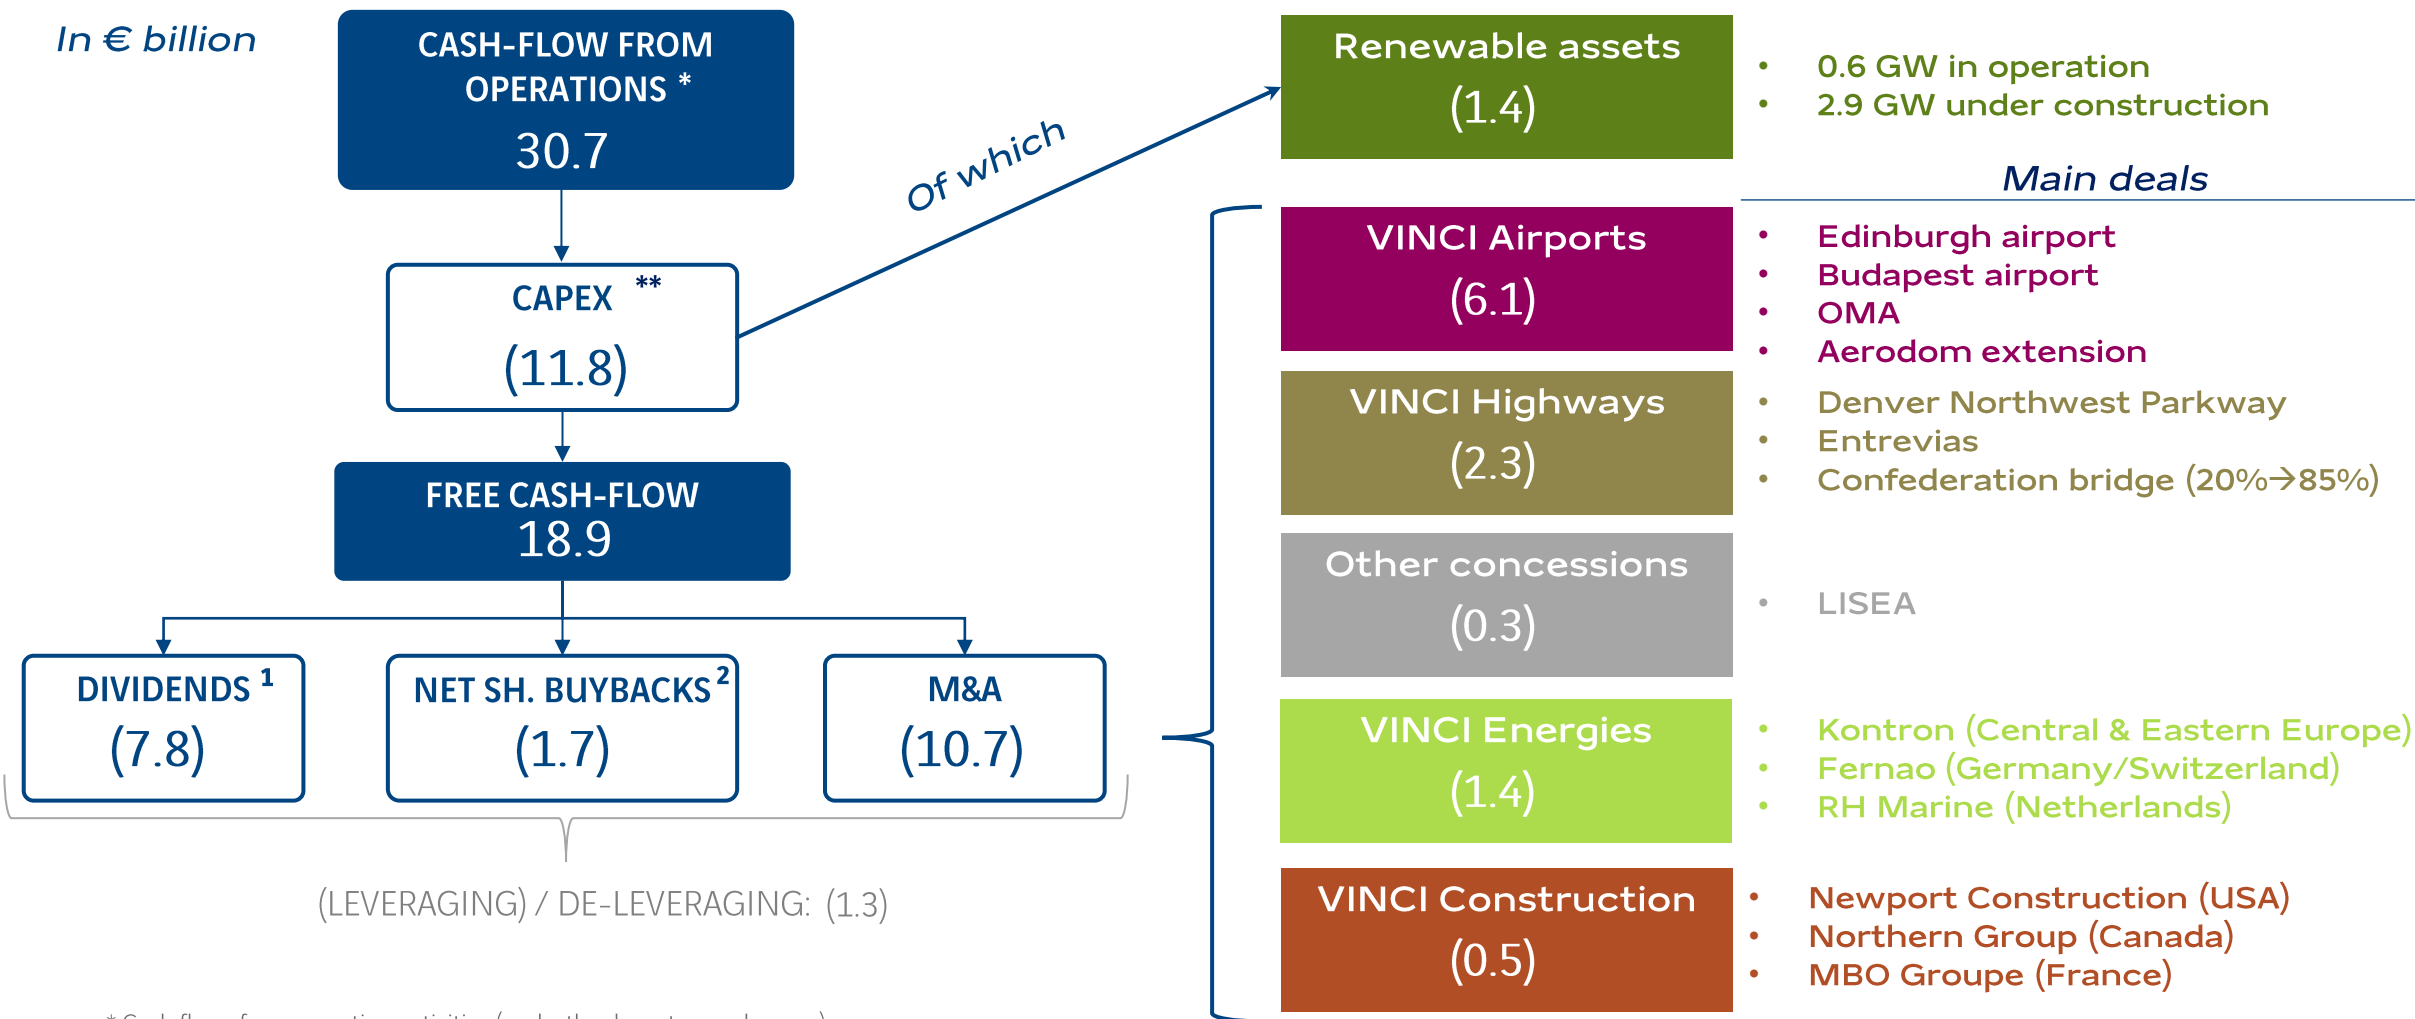 In € billion
CASH-FLOW FROM
OPERATIONS *
30.7
CAPEX **
(11.8)
FREE CASH-FLOW
18.9
DIVIDENDS ¹
(7.8)
NET SH. BUYBACKS ²
(1.7)
M&A
(10.7)
(LEVERAGING) / DE-LEVERAGING: (1.3)
Of which
Renewable assets
(1.4)
• 0.6 GW in operation
• 2.9 GW under construction
Main deals
VINCI Airports
(6.1)
• Edinburgh airport
• Budapest airport
• OMA
• Aerodom extension
VINCI Highways
(2.3)
• Denver Northwest Parkway
• Entrevias
• Confederation bridge (20%→85%)
Other concessions
(0.3)
• LISEA
VINCI Energies
(1.4)
• Kontron (Central & Eastern Europe)
• Fernao (Germany/Switzerland)
• RH Marine (Netherlands)
VINCI Construction
(0.5)
• Newport Construction (USA)
• Northern Group (Canada)
• MBO Groupe (France)